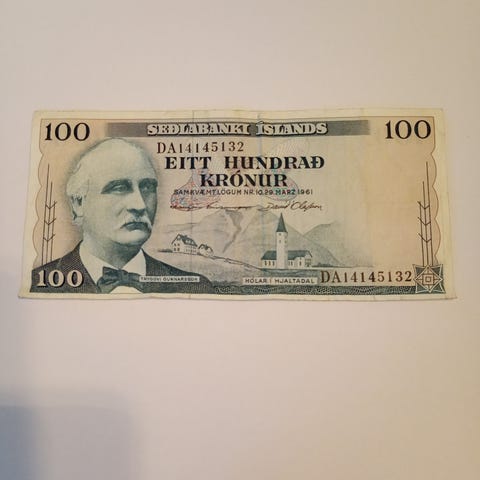 100 SEÐLABANKI ÍSLANDS 100
DA14145132
EITT HUNDRAÐ
KRÓNUR
SAMKVÆMT LÖGUM NR. 10, 29. MARZ 1961
100 TRYGGVI GUNNARSSON HÓLAR Í HJALTADAL DA14145132